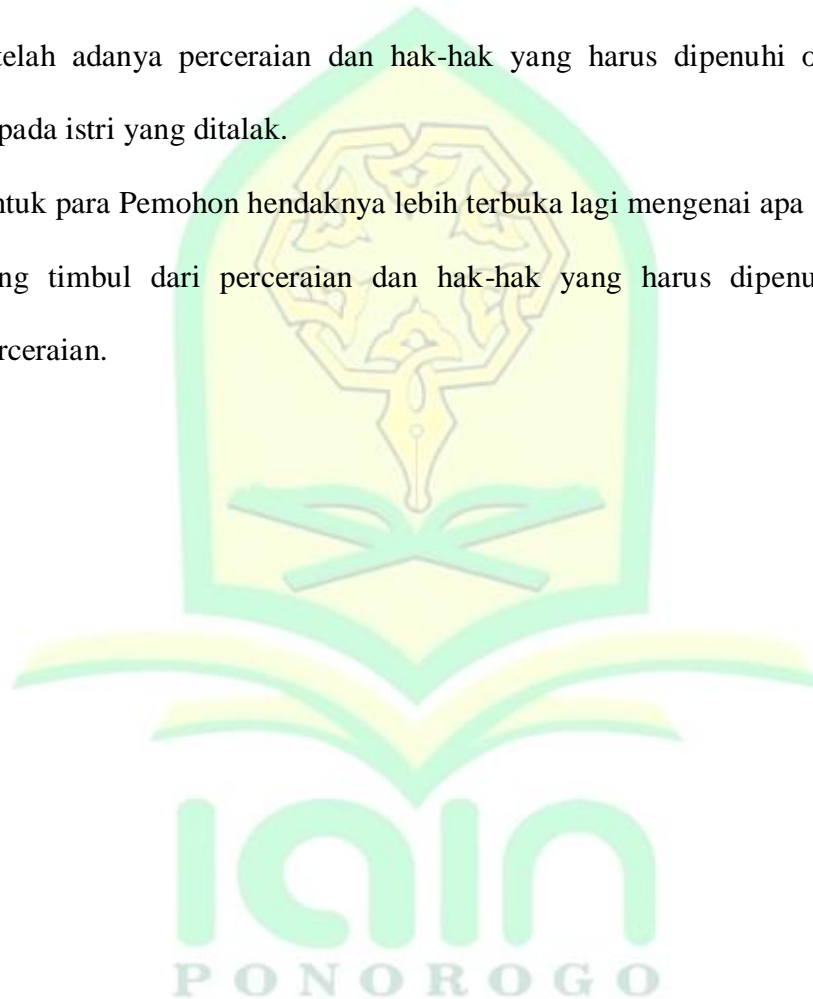 telah adanya perceraian dan hak-hak yang harus dipenuhi
pada istri yang ditalak.
ntuk para Pemohon hendaknya lebih terbuka lagi mengenai apa
ng timbul dari perceraian dan hak-hak yang harus dipenu
rceraian.
iain
PONOROGO